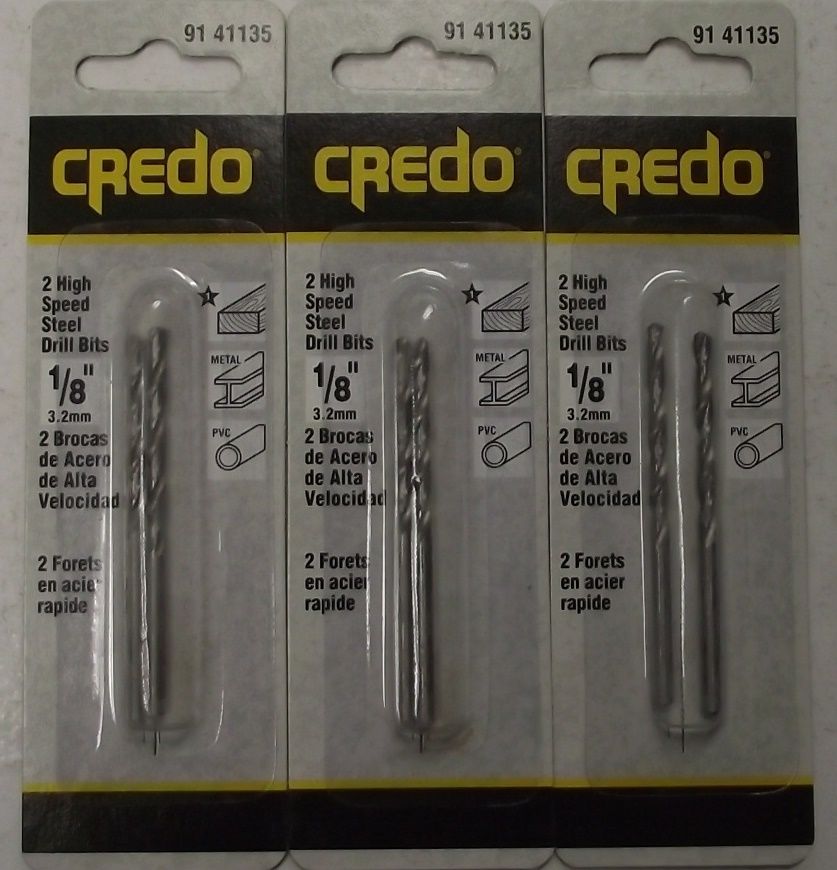 91 41135
CREDO®
2 High
Speed
Steel
Drill Bits
1
1/8"
3.2mm
METAL
PVC
2 Brocas
de Acero
de Alta
Velocidad
2 Forets
en acier
rapide
91 41135
CREDO®
2 High
Speed
Steel
Drill Bits
1
1/8"
3.2mm
METAL
PVC
2 Brocas
de Acero
de Alta
Velocidad
2 Forets
en acier
rapide
91 41135
CREDO®
2 High
Speed
Steel
Drill Bits
1
1/8"
3.2mm
METAL
PVC
2 Brocas
de Acero
de Alta
Velocidad
2 Forets
en acier
rapide